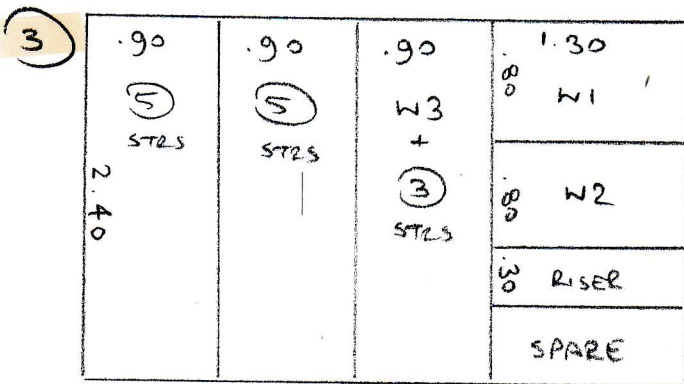 3
.90 .90 .90 1.30
5 5 W3 .80 W1
STRS STRS +
3 .80 W2
2.40 STRS
.30 RISER
SPARE